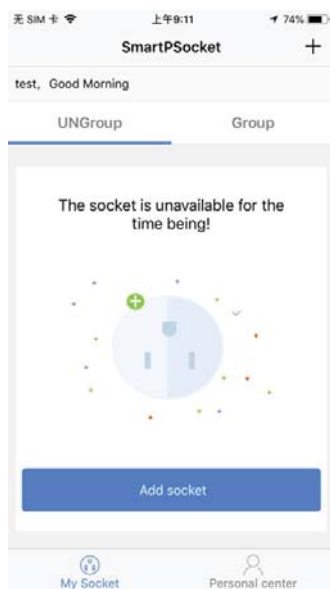 无 SIM 卡 上午9:11 74%
SmartPSocket +
test, Good Morning
UNGroup Group
The socket is unavailable for the
time being!
Add socket
My Socket Personal center